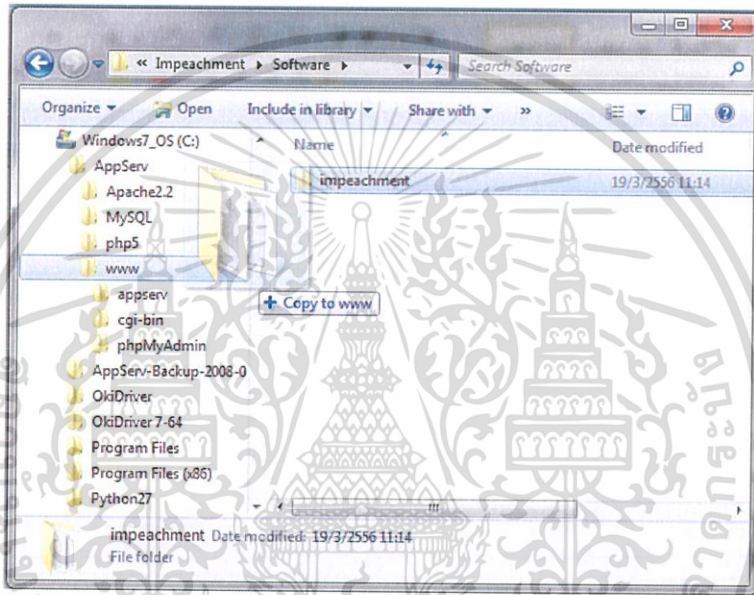 « Impeachment ▸ Software ▸
Search Software
Organize ▾ Open Include in library ▾ Share with ▾ »
Name Date modified
impeachment 19/3/2556 11:14
Windows7_OS (C:)
AppServ
Apache2.2
MySQL
php5
www
appserv
cgi-bin
phpMyAdmin
AppServ-Backup-2008-0
OkiDriver
OkiDriver 7-64
Program Files
Program Files (x86)
Python27
+ Copy to www
impeachment Date modified: 19/3/2556 11:14
File folder